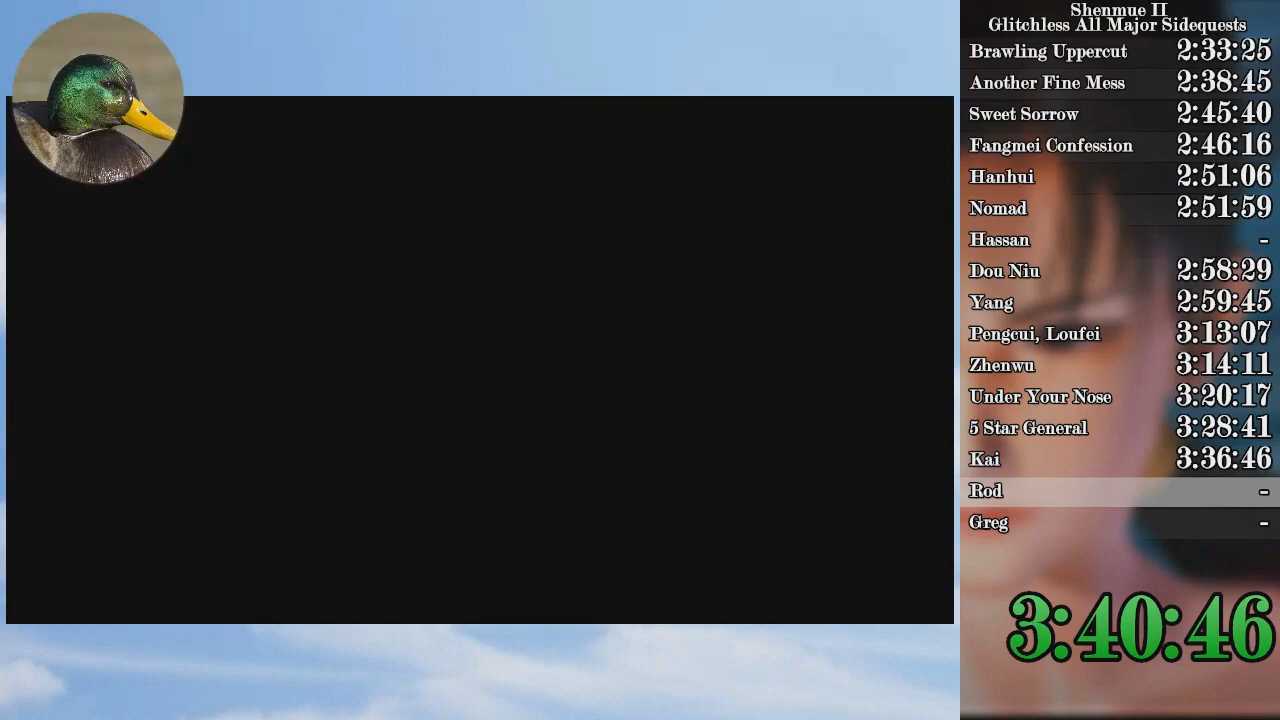 Shenmue II
Glitchless All Major Sidequests
Brawling Uppercut 2:33:25
Another Fine Mess 2:38:45
Sweet Sorrow 2:45:40
Fangmei Confession 2:46:16
Hanhui 2:51:06
Nomad 2:51:59
Hassan -
Dou Niu 2:58:29
Yang 2:59:45
Pengcui, Loufei 3:13:07
Zhenwu 3:14:11
Under Your Nose 3:20:17
5 Star General 3:28:41
Kai 3:36:46
Rod -
Greg -
3:40:46